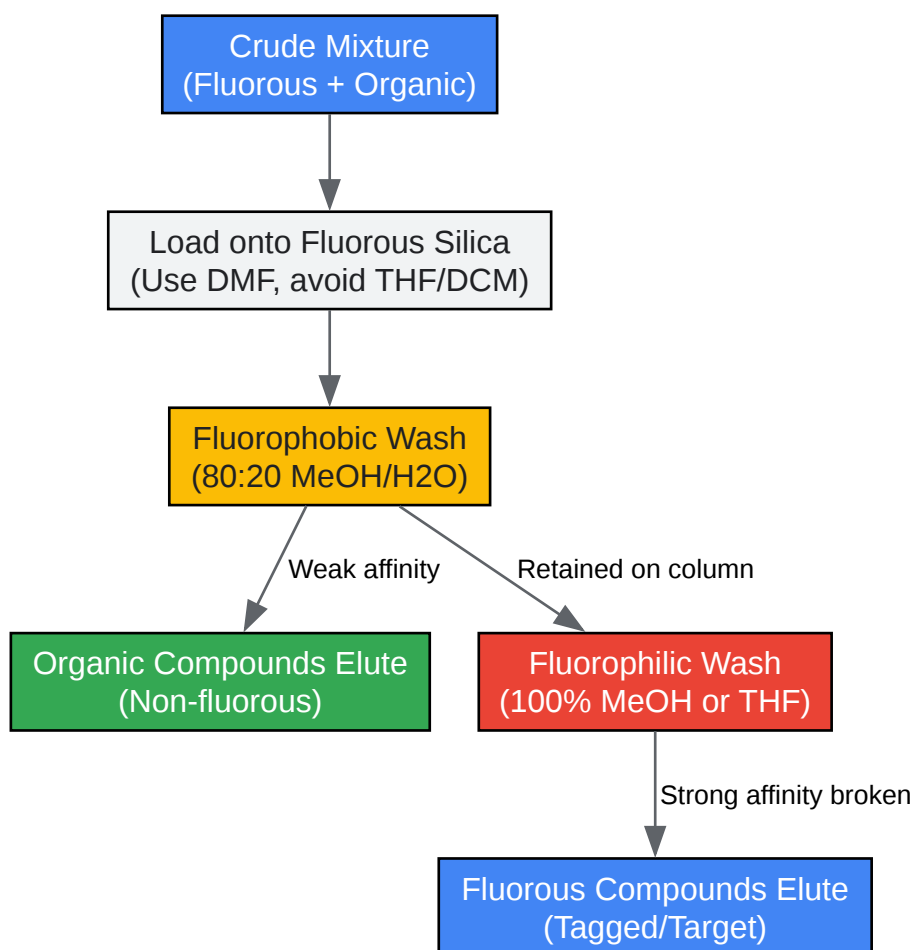 Crude Mixture
(Fluorous + Organic)
Load onto Fluorous Silica
(Use DMF, avoid THF/DCM)
Fluorophobic Wash
(80:20 MeOH/H2O)
Weak affinity
Retained on column
Organic Compounds Elute
(Non-fluorous)
Fluorophilic Wash
(100% MeOH or THF)
Strong affinity broken
Fluorous Compounds Elute
(Tagged/Target)